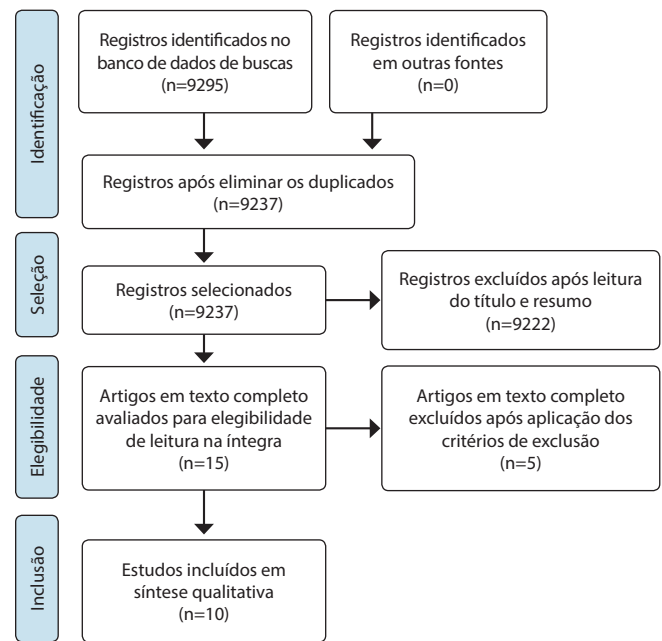 Identificação
Registros identificados no
banco de dados de buscas
(n=9295)
Registros identificados
em outras fontes
(n=0)
Registros após eliminar os duplicados
(n=9237)
Seleção
Registros selecionados
(n=9237)
Registros excluídos após leitura
do título e resumo
(n=9222)
Elegibilidade
Artigos em texto completo
avaliados para elegibilidade
de leitura na íntegra
(n=15)
Artigos em texto completo
excluídos após aplicação dos
critérios de exclusão
(n=5)
Inclusão
Estudos incluídos em
síntese qualitativa
(n=10)